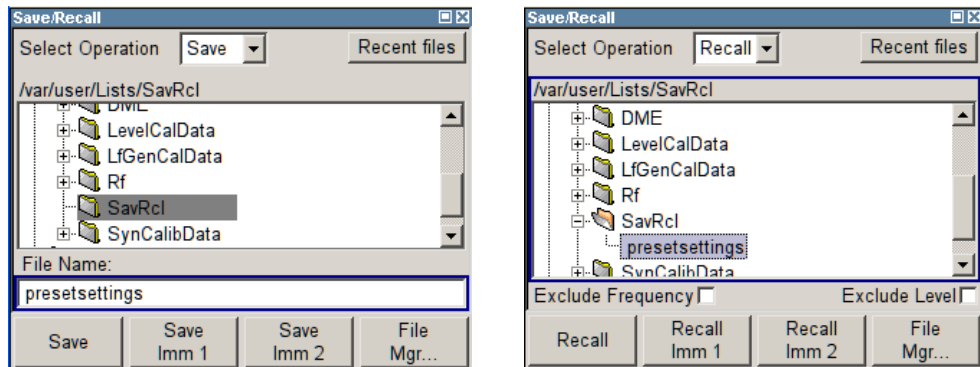 Save/Recall
Select Operation Save Recent files
/var/user/Lists/SavRcl
DME
LevelCalData
LfGenCalData
Rf
SavRcl
SynCalibData
File Name:
presetsettings
Save Save Imm 1 Save Imm 2 File Mgr...
Save/Recall
Select Operation Recall Recent files
/var/user/Lists/SavRcl
DME
LevelCalData
LfGenCalData
Rf
SavRcl
presetsettings
SynCalibData
Exclude Frequency Exclude Level
Recall Recall Imm 1 Recall Imm 2 File Mgr...